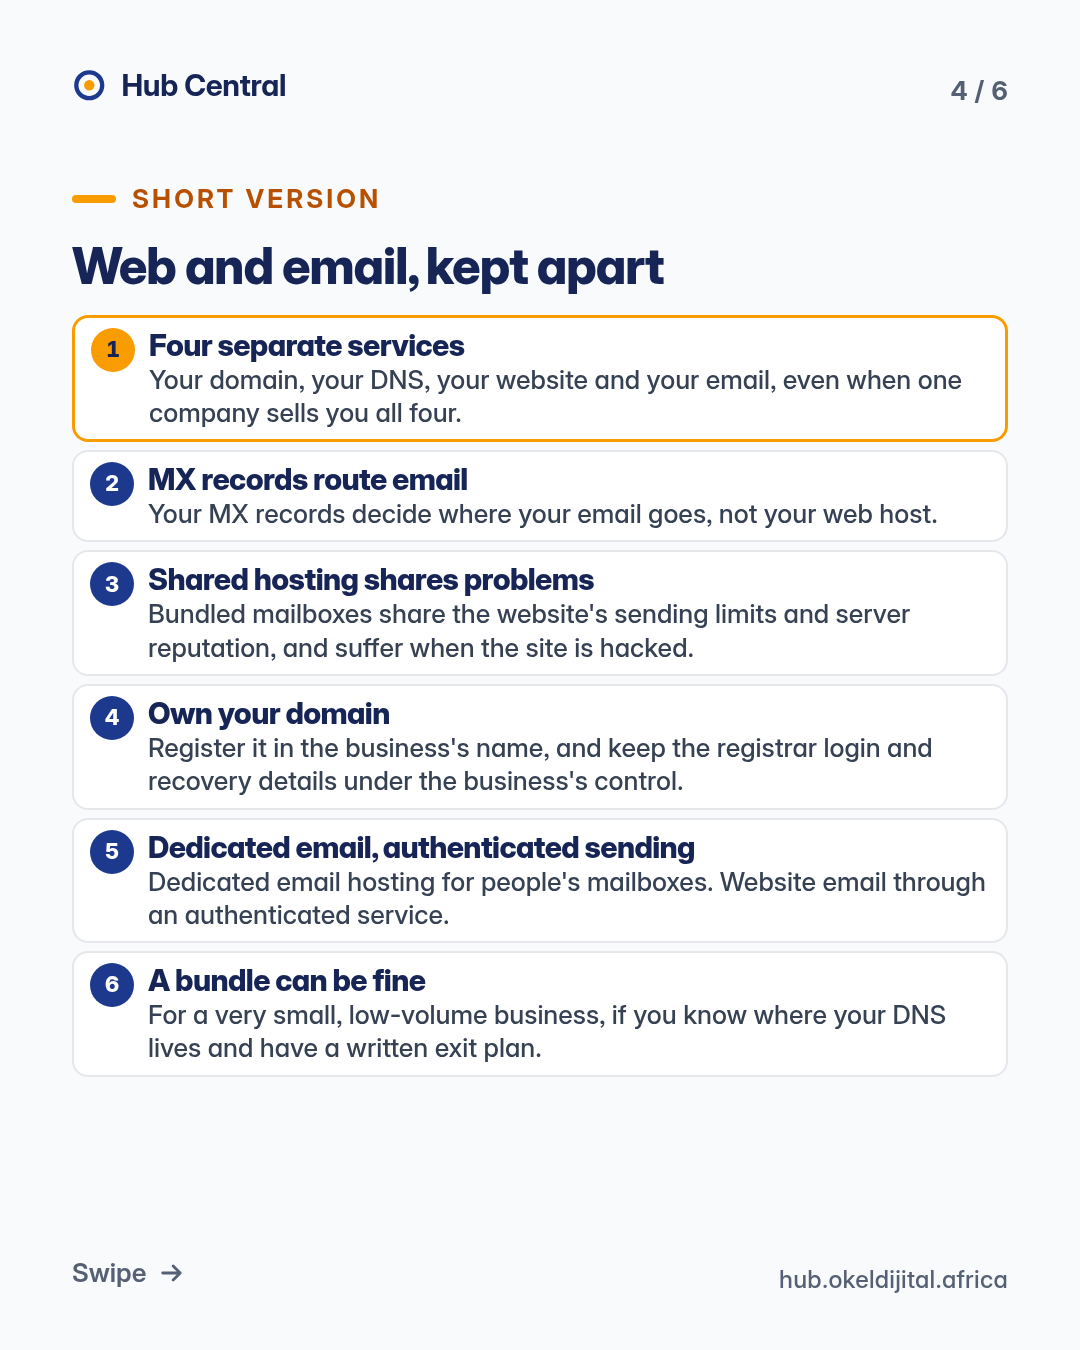 Hub Central
4 / 6
SHORT VERSION
Web and email, kept apart
1
Four separate services
Your domain, your DNS, your website and your email, even when one
company sells you all four.
2
MX records route email
Your MX records decide where your email goes, not your web host.
3
Shared hosting shares problems
Bundled mailboxes share the website's sending limits and server
reputation, and suffer when the site is hacked.
4
Own your domain
Register it in the business's name, and keep the registrar login and
recovery details under the business's control.
5
Dedicated email, authenticated sending
Dedicated email hosting for people's mailboxes. Website email through
an authenticated service.
6
A bundle can be fine
For a very small, low-volume business, if you know where your DNS
lives and have a written exit plan.
Swipe →
hub.okeldijital.africa